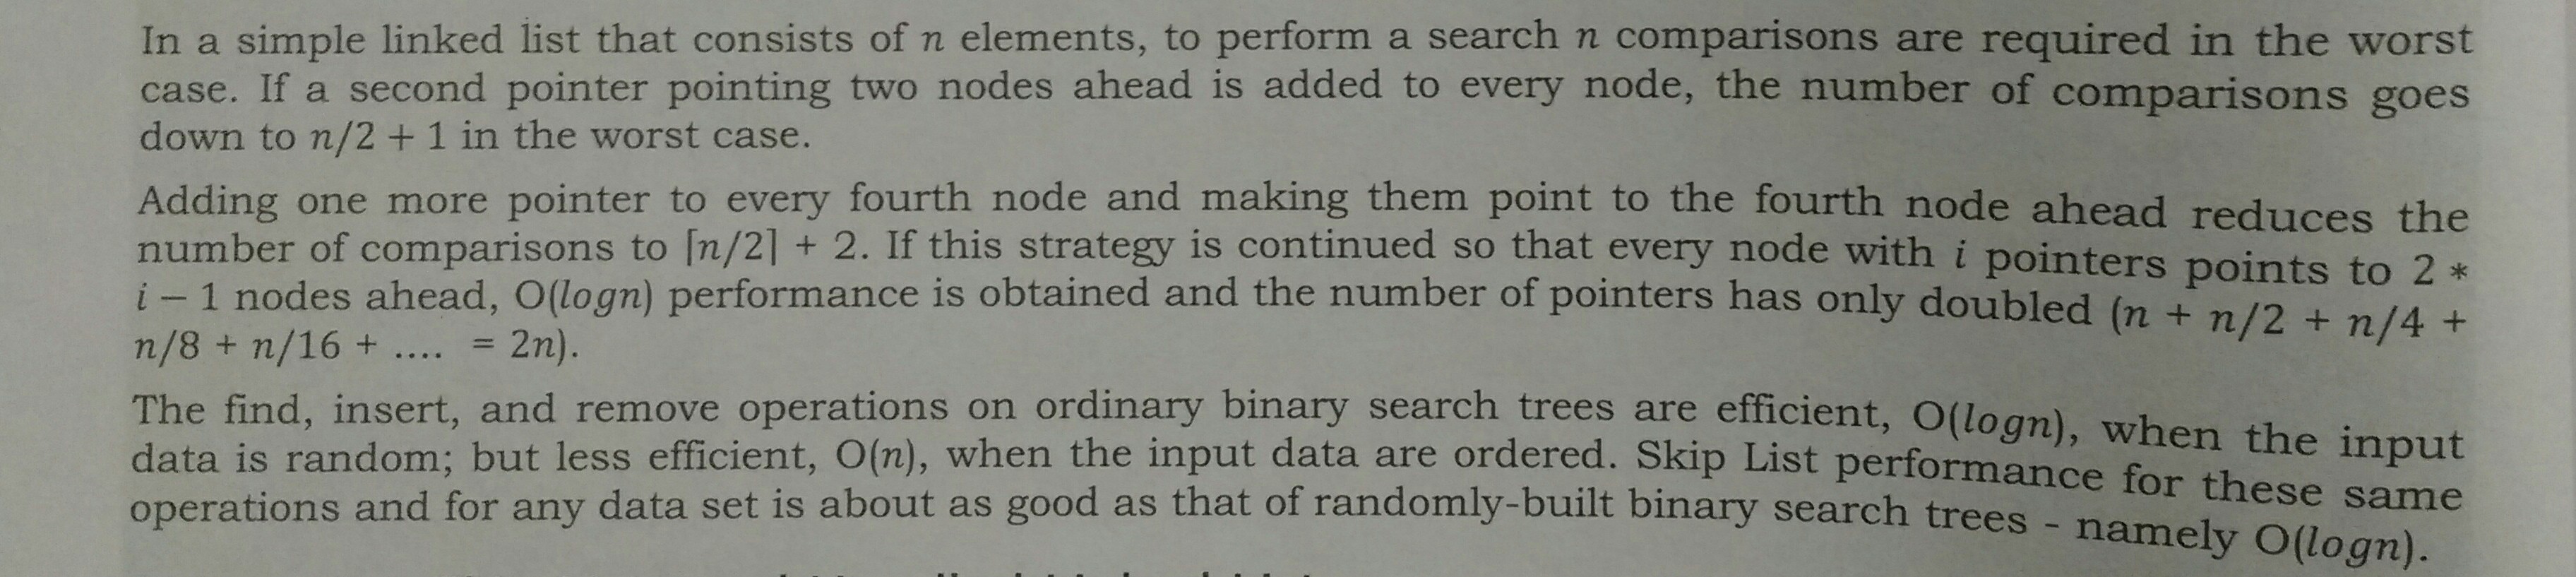 In a simple linked list that consists of n elements, to perform a search n comparisons are required in the worst
case. If a second pointer pointing two nodes ahead is added to every node, the number of comparisons goes
down to n/2 + 1 in the worst case.
Adding one more pointer to every fourth node and making them point to the fourth node ahead reduces the
number of comparisons to ⌈n/2⌉ + 2. If this strategy is continued so that every node with i pointers points to 2 *
i − 1 nodes ahead, O(logn) performance is obtained and the number of pointers has only doubled (n + n/2 + n/4 +
n/8 + n/16 + .... = 2n).
The find, insert, and remove operations on ordinary binary search trees are efficient, O(logn), when the input
data is random; but less efficient, O(n), when the input data are ordered. Skip List performance for these same
operations and for any data set is about as good as that of randomly-built binary search trees - namely O(logn).